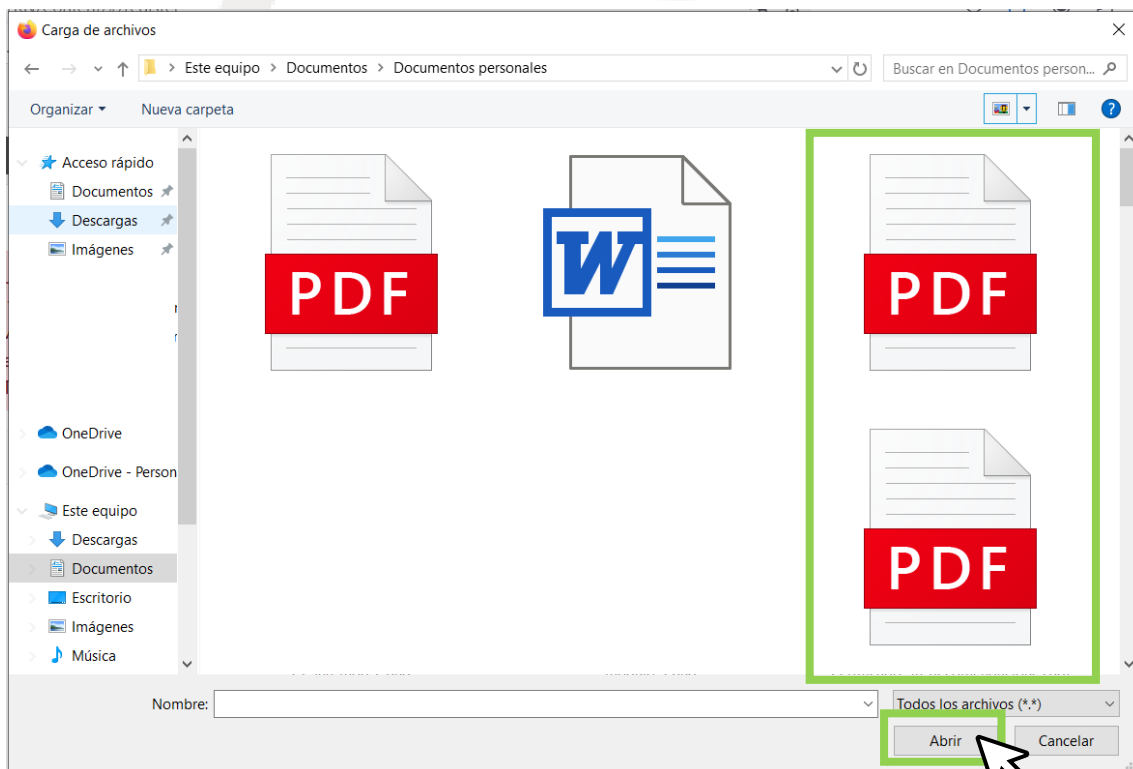 Carga de archivos
Este equipo > Documentos > Documentos personales
Buscar en Documentos person...
Organizar
Nueva carpeta
Acceso rápido
Documentos
Descargas
Imágenes
PDF
W
PDF
OneDrive
OneDrive - Person
Este equipo
Descargas
Documentos
Escritorio
Imágenes
Música
PDF
Nombre:
Todos los archivos (*.*)
Abrir
Cancelar